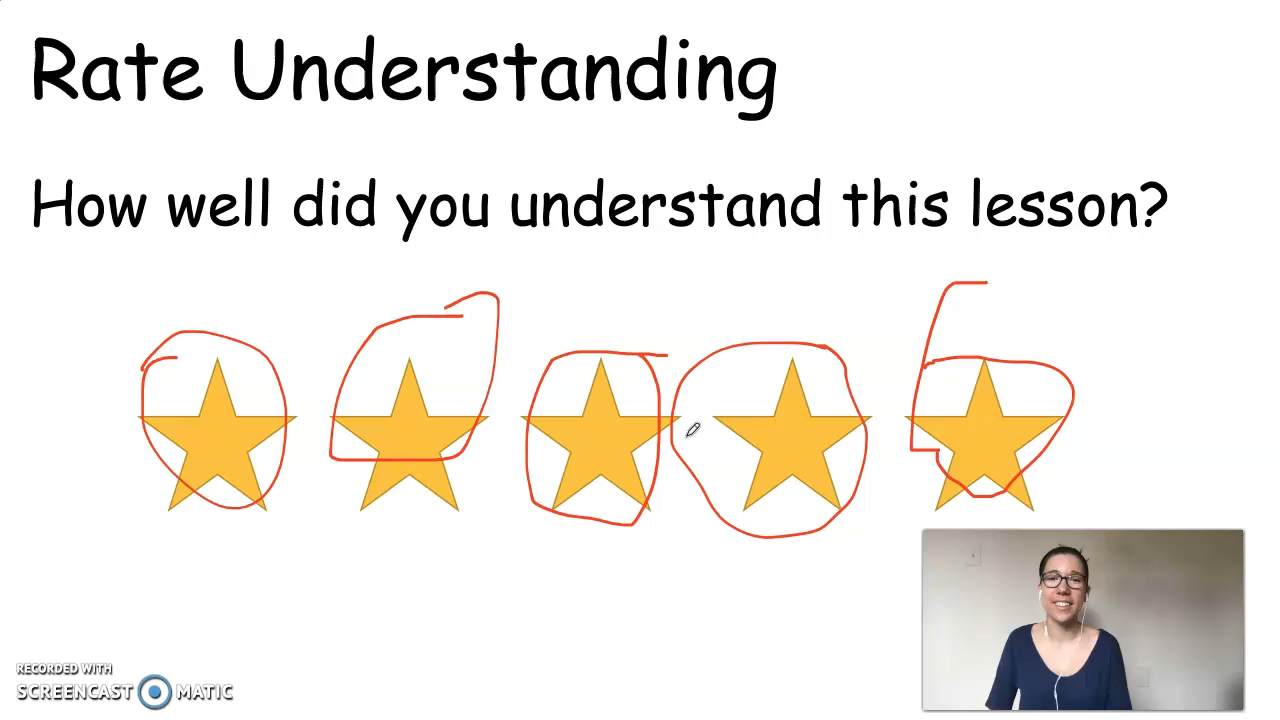 Rate Understanding
How well did you understand this lesson?
RECORDED WITH
SCREENCAST MATIC